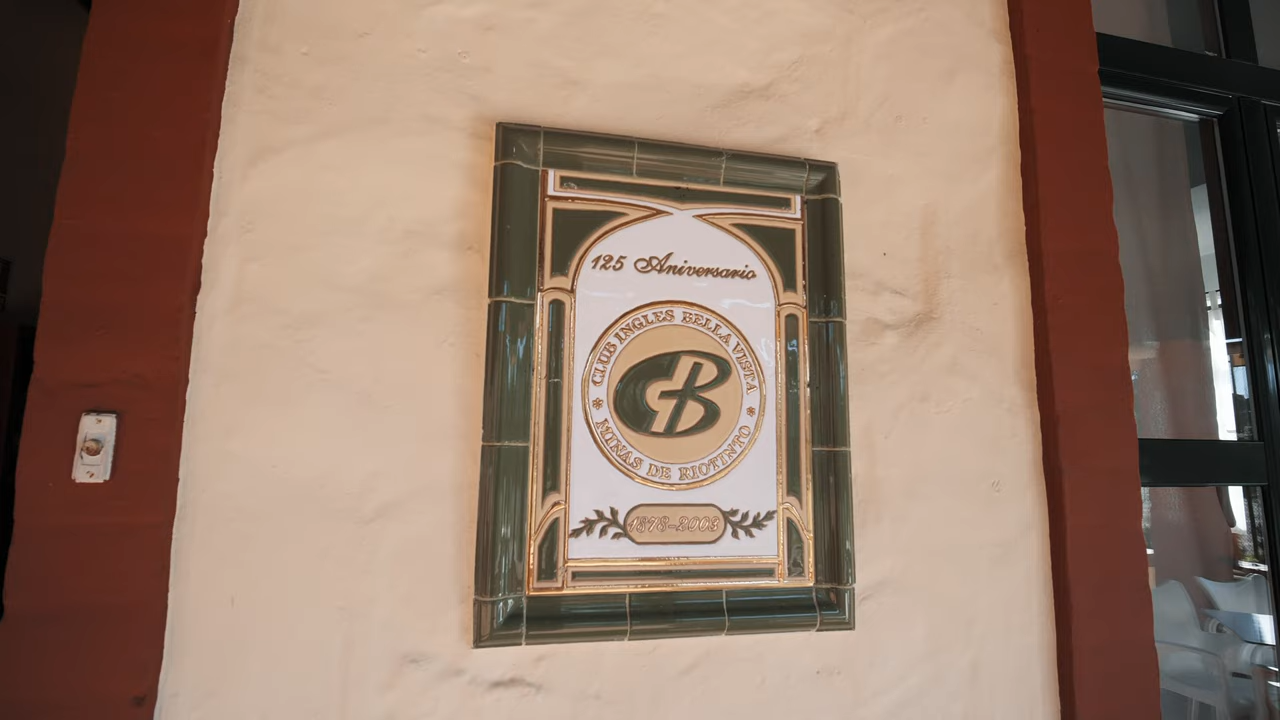 125 Aniversario
CLUB INGLES BELLA VISTA
CB
MINAS DE RIOTINTO
1878-2003